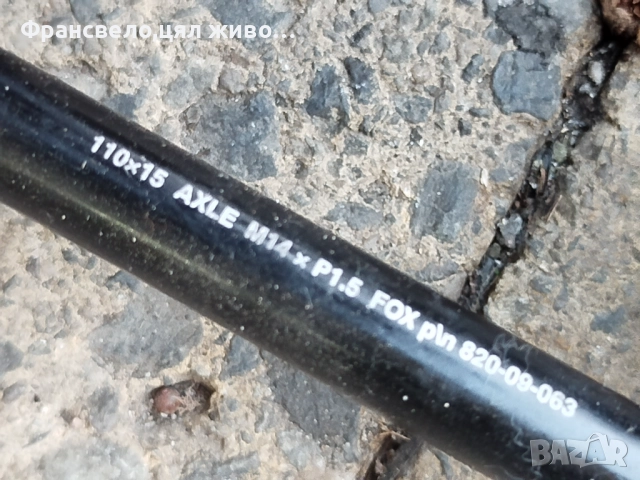 Франсвело цял живо...
110x15 AXLE M14 x P1.5 FOX p\n 820-09-063
BAZAR